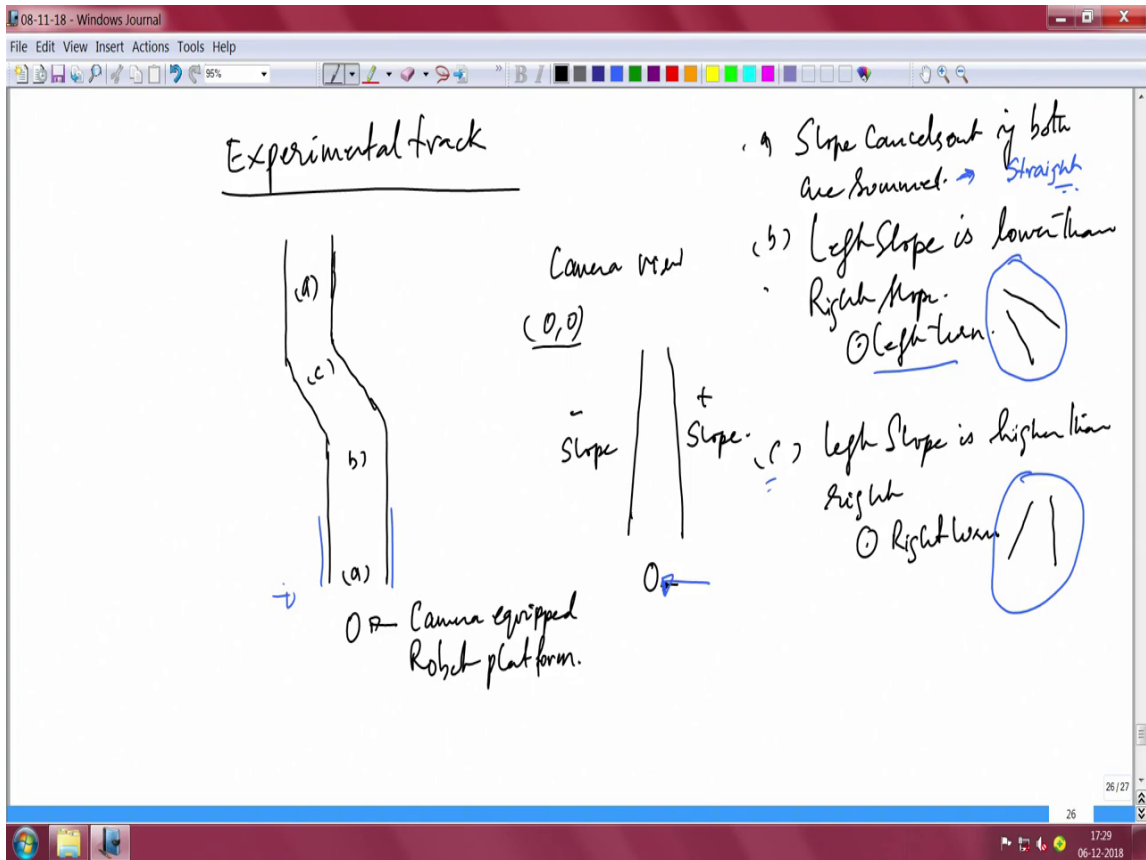 08-11-18 - Windows Journal
File Edit View Insert Actions Tools Help
95%
B I
Experimental track
(a)
(c)
b)
(a)
Camera equipped
Robot platform.
Camera view
(0,0)
- Slope
+ Slope.
a) Slope Cancels out if both
are Summed. → Straight
(b) Left Slope is lower than
Right Slope.
Left turn.
(c) left Slope is higher than
right
Right turn
26/27
26
17:29
06-12-2018